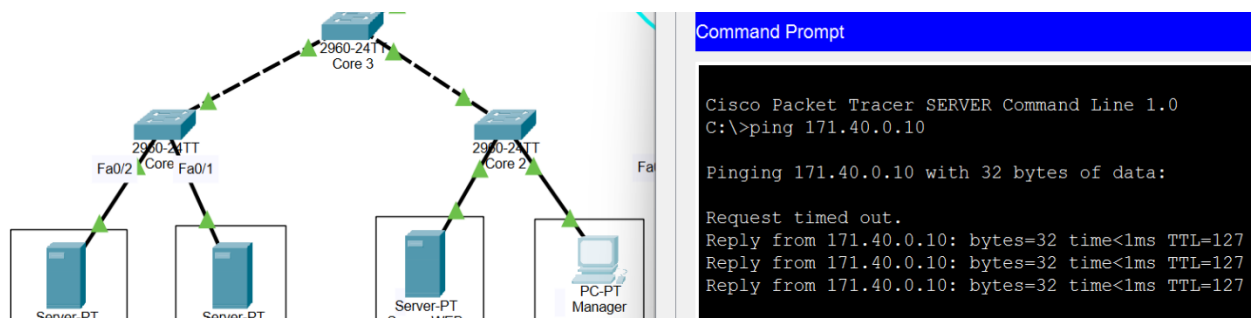 2960-24TT
Core 3
2960-24TT
Core
Fa0/2
Fa0/1
2960-24TT
Core 2
Server-PT
Server-PT
Server-PT
PC-PT
Manager
Command Prompt
Cisco Packet Tracer SERVER Command Line 1.0
C:\>ping 171.40.0.10
Pinging 171.40.0.10 with 32 bytes of data:
Request timed out.
Reply from 171.40.0.10: bytes=32 time<1ms TTL=127
Reply from 171.40.0.10: bytes=32 time<1ms TTL=127
Reply from 171.40.0.10: bytes=32 time<1ms TTL=127